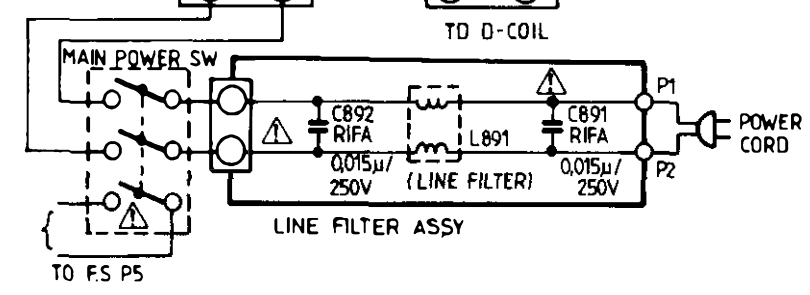 TO D-COIL
MAIN POWER SW
C892
RIFA
0,015µ/
250V
L891
(LINE FILTER)
C891
RIFA
0,015µ/
250V
P1
P2
POWER
CORD
LINE FILTER ASSY
TO F.S P5